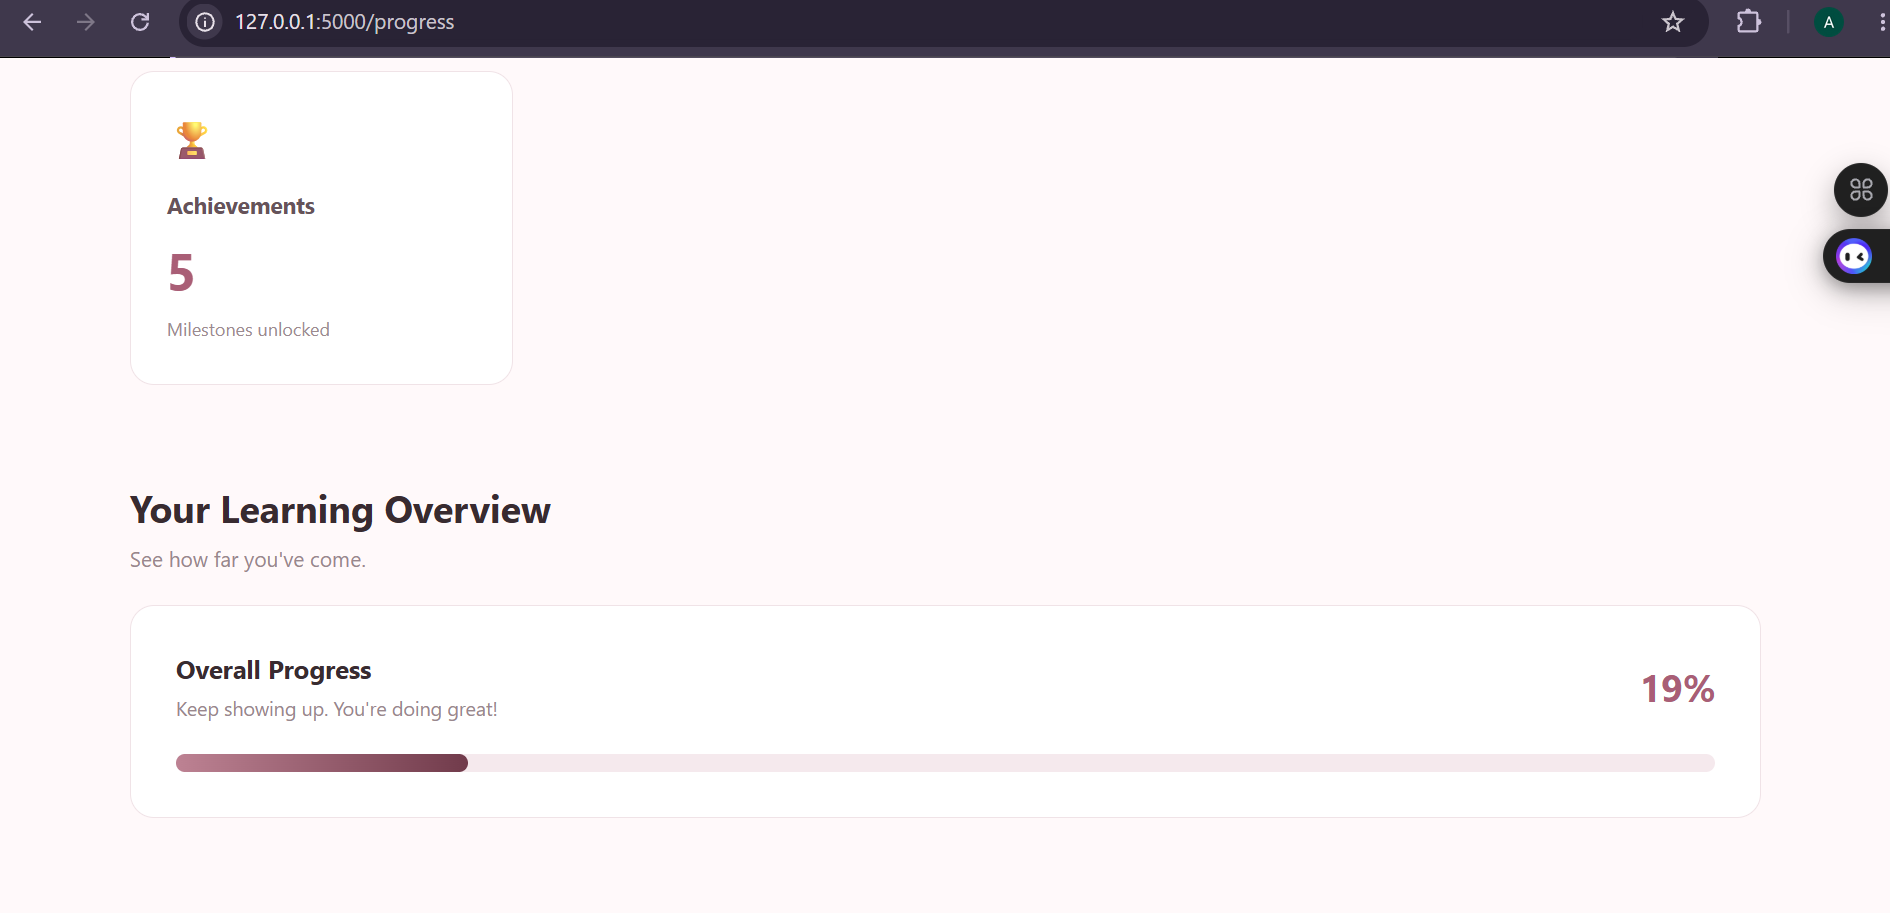 127.0.0.1:5000/progress
A
Achievements
5
Milestones unlocked
Your Learning Overview
See how far you've come.
Overall Progress
Keep showing up. You're doing great!
19%